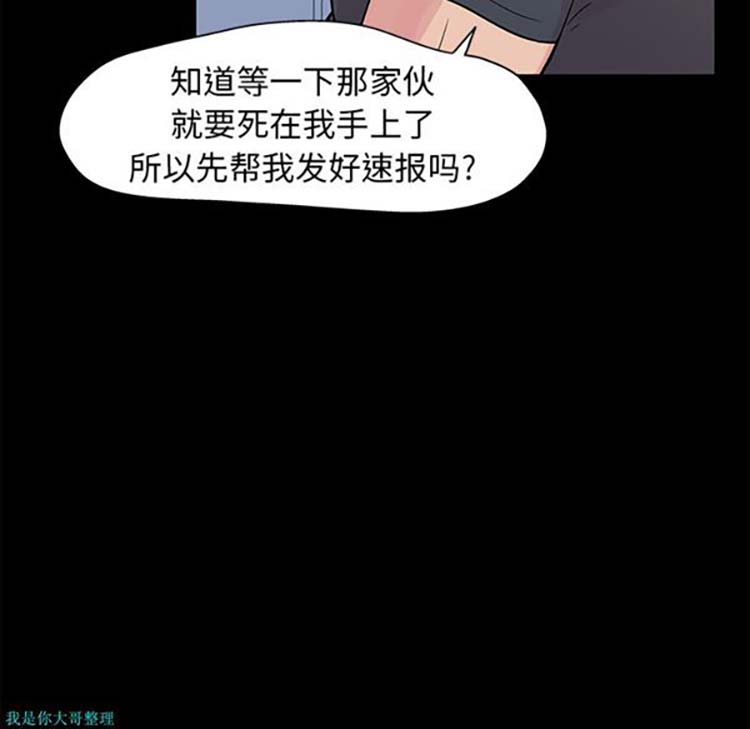 知道等一下那家伙
就要死在我手上了
所以先帮我发好速报吗?
我是你大哥整理